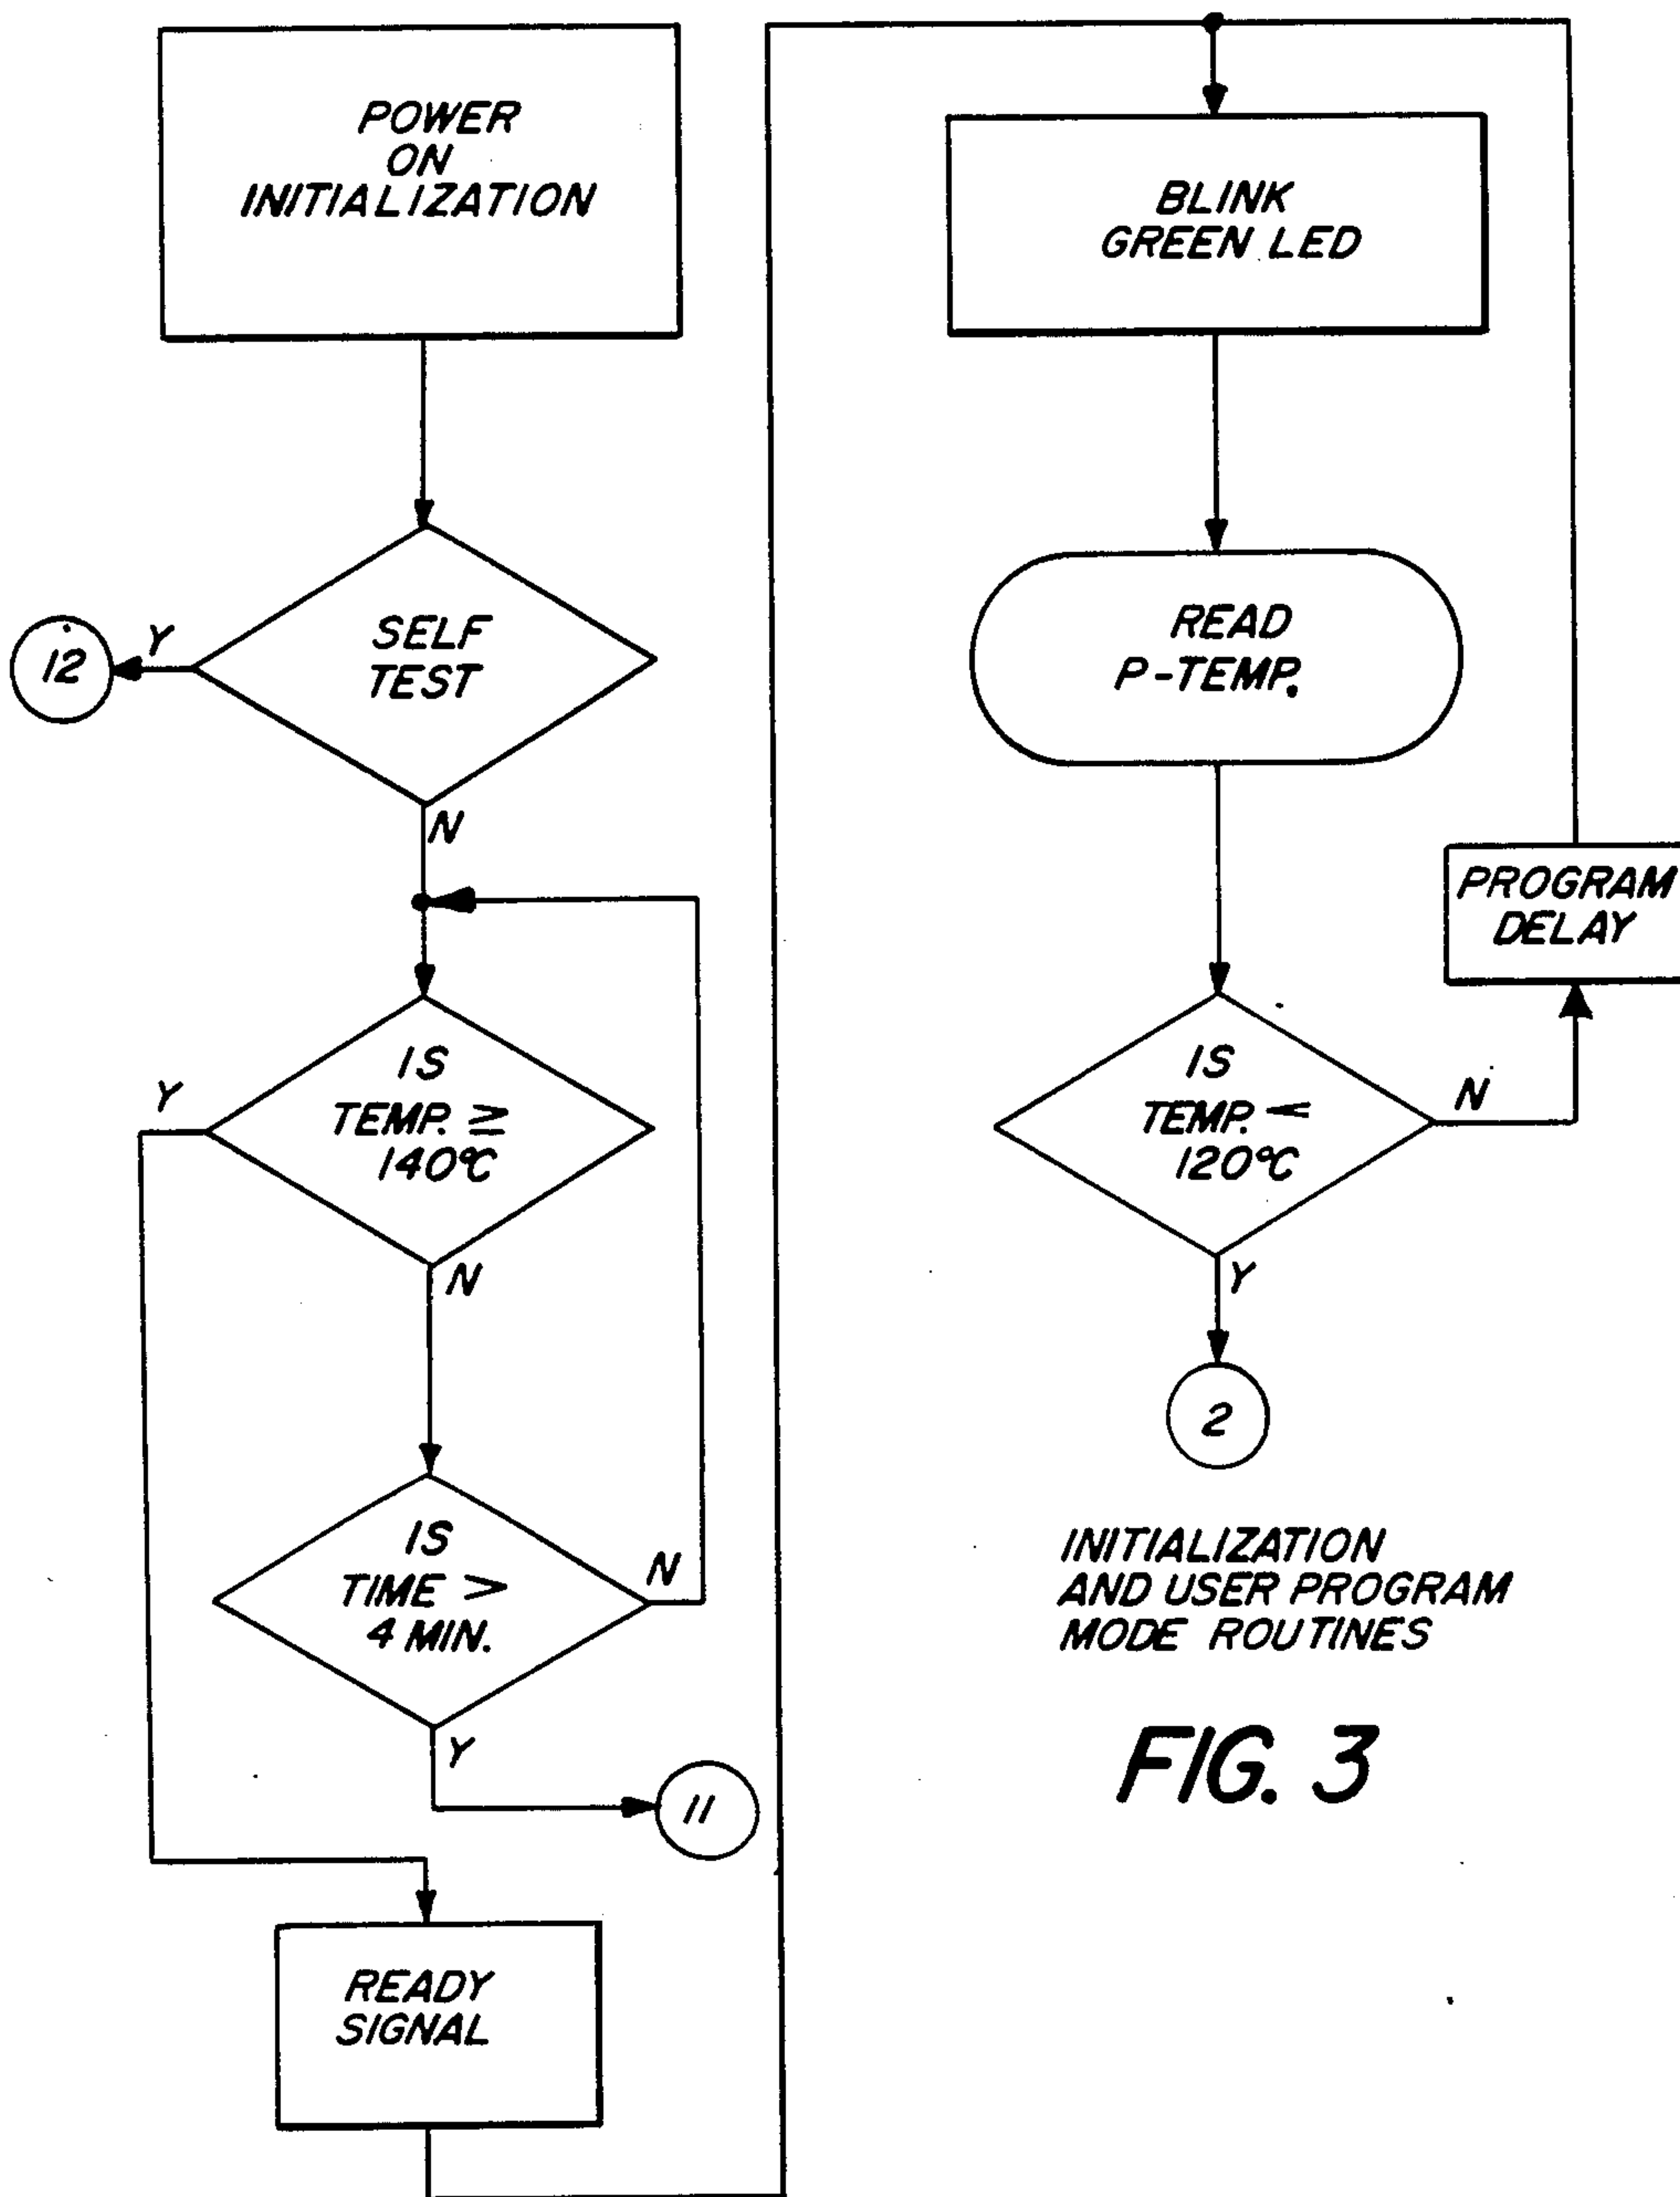 POWER
ON
INITIALIZATION
SELF
TEST
Y
12
N
IS
TEMP. ≥
140°C
Y
N
IS
TIME >
4 MIN.
N
Y
11
READY
SIGNAL
BLINK
GREEN LED
READ
P-TEMP.
IS
TEMP. <
120°C
N
PROGRAM
DELAY
Y
2
INITIALIZATION
AND USER PROGRAM
MODE ROUTINES
FIG. 3